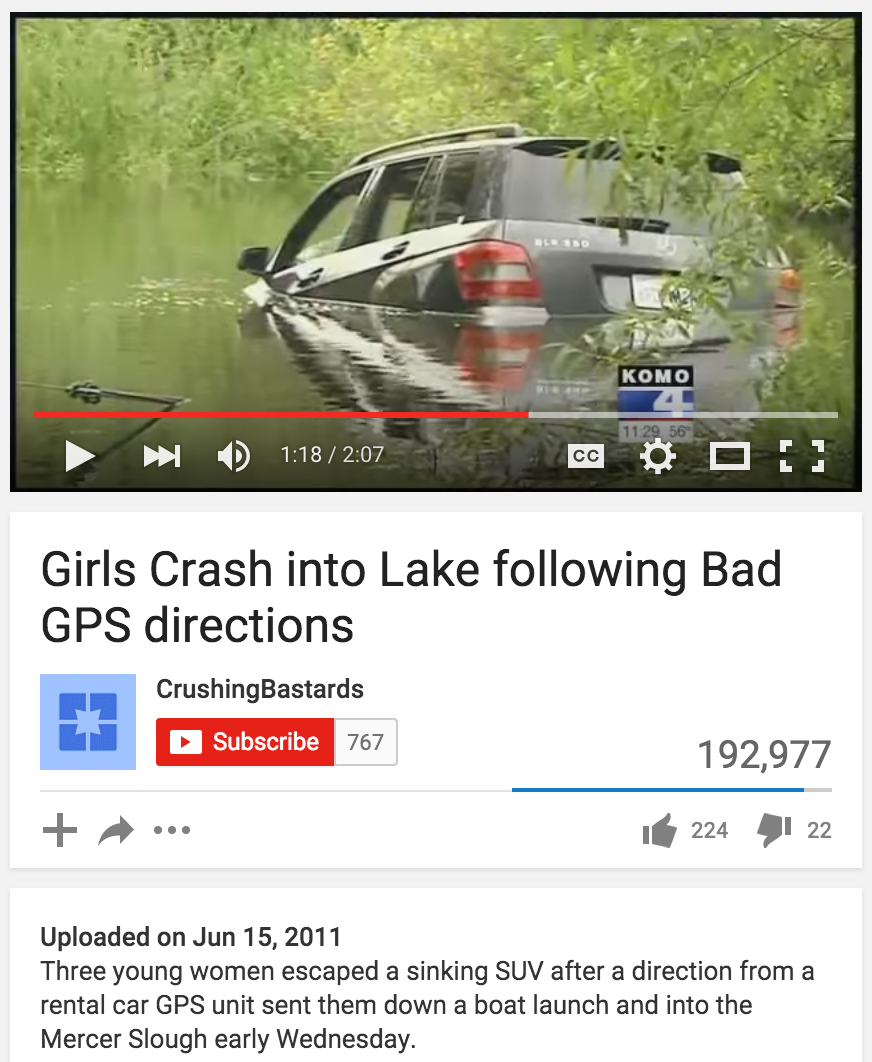 GLK 350
KOMO
4
11:29 56°
1:18 / 2:07
CC
Girls Crash into Lake following Bad
GPS directions
CrushingBastards
Subscribe 767
192,977
224 22
Uploaded on Jun 15, 2011
Three young women escaped a sinking SUV after a direction from a
rental car GPS unit sent them down a boat launch and into the
Mercer Slough early Wednesday.